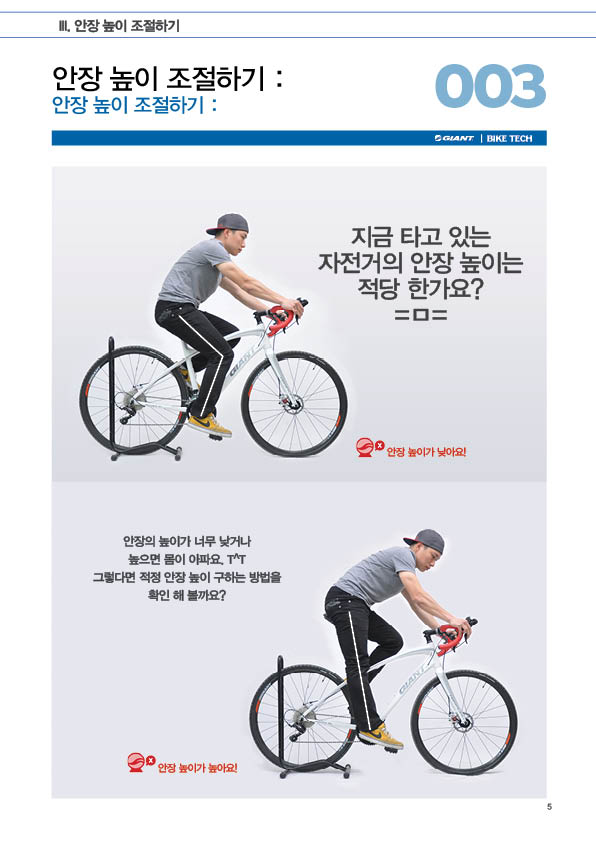 III. 안장 높이 조절하기
안장 높이 조절하기 :
안장 높이 조절하기 :
003
GIANT | BIKE TECH
지금 타고 있는
자전거의 안장 높이는
적당 한가요?
=ㅁ=
GIANT
X 안장 높이가 낮아요!
안장의 높이가 너무 낮거나
높으면 몸이 아파요. T^T
그렇다면 적정 안장 높이 구하는 방법을
확인 해 볼까요?
GIANT
X 안장 높이가 높아요!
5